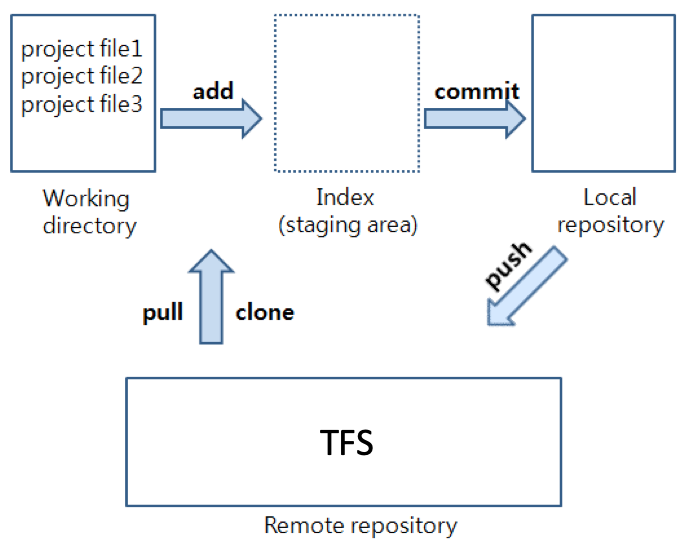 project file1
project file2
project file3
add
commit
Working
directory
Index
(staging area)
Local
repository
push
pull
clone
TFS
Remote repository